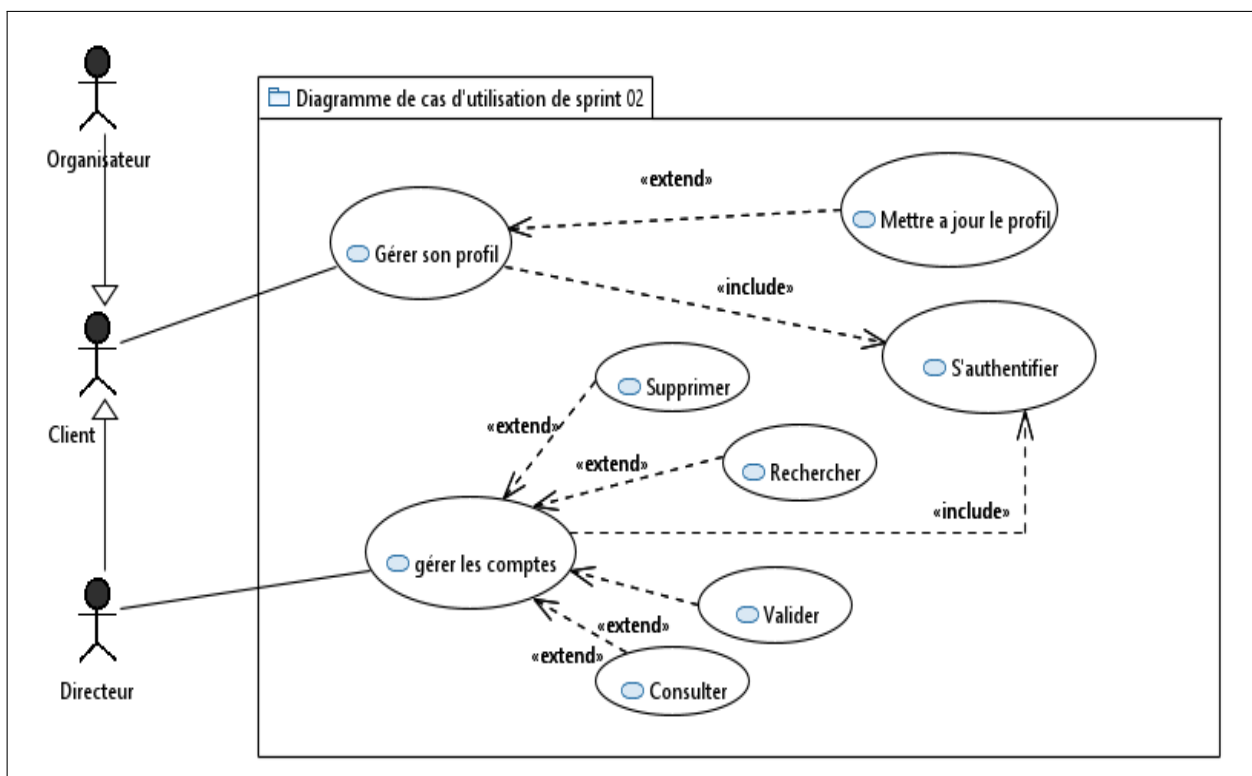 Organisateur
Diagramme de cas d'utilisation de sprint 02
«extend»
Mettre a jour le profil
Gérer son profil
«include»
S'authentifier
Client
Supprimer
«extend»
«extend»
Rechercher
«include»
gérer les comptes
Valider
«extend»
«extend»
Consulter
Directeur